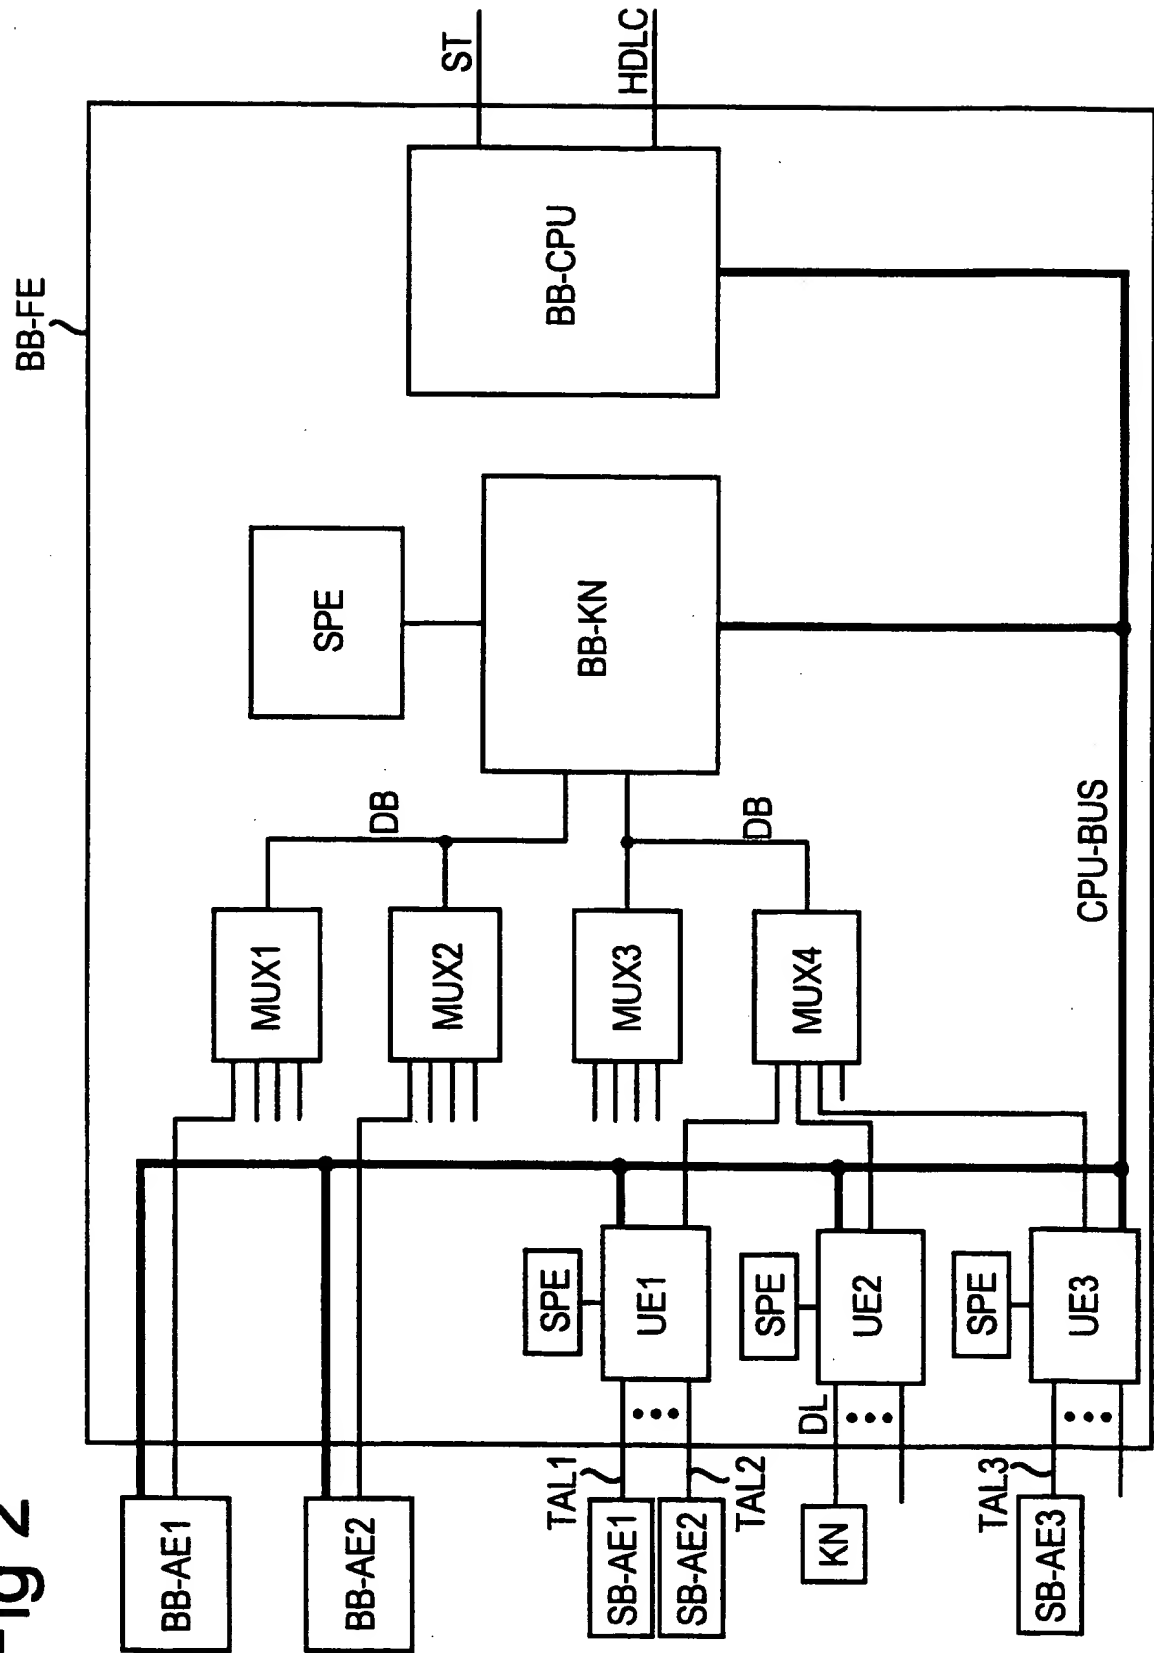 Fig 2
BB-FE
ST
HDLC
BB-CPU
SPE
BB-KN
DB
DB
CPU-BUS
MUX1
MUX2
MUX3
MUX4
SPE
UE1
SPE
UE2
SPE
UE3
DL
TAL1
TAL2
TAL3
BB-AE1
BB-AE2
SB-AE1
SB-AE2
KN
SB-AE3